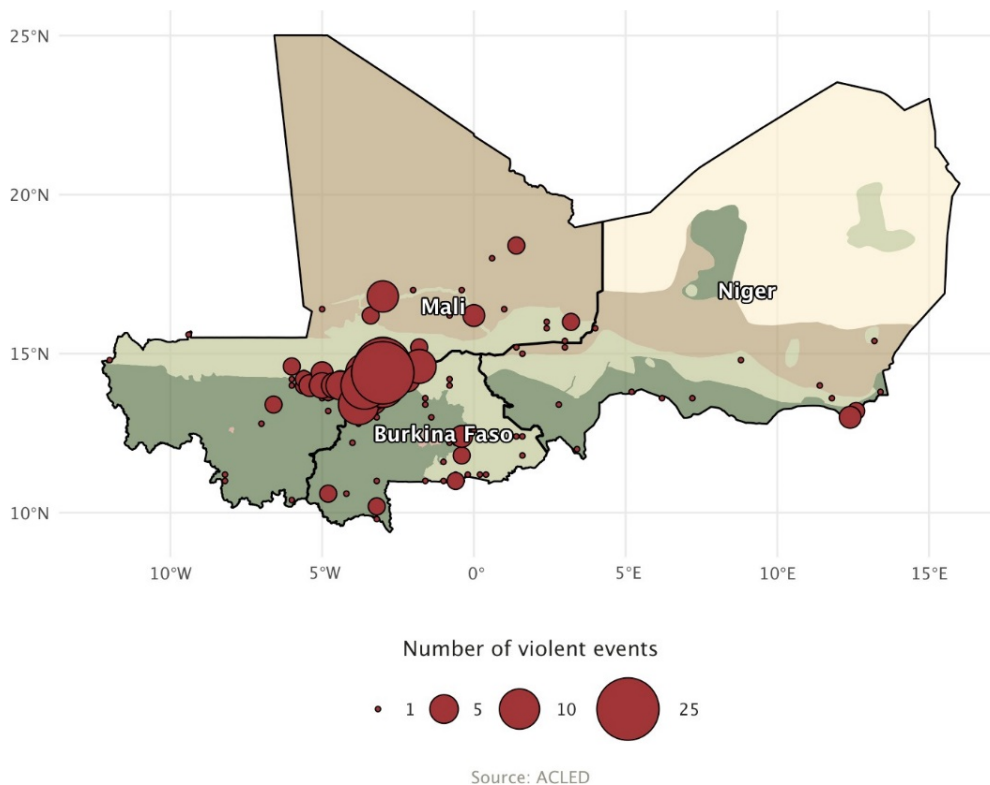 25°N
20°N
Mali
Niger
15°N
Burkina Faso
10°N
10°W 5°W 0° 5°E 10°E 15°E
Number of violent events
1 5 10 25
Source: ACLED